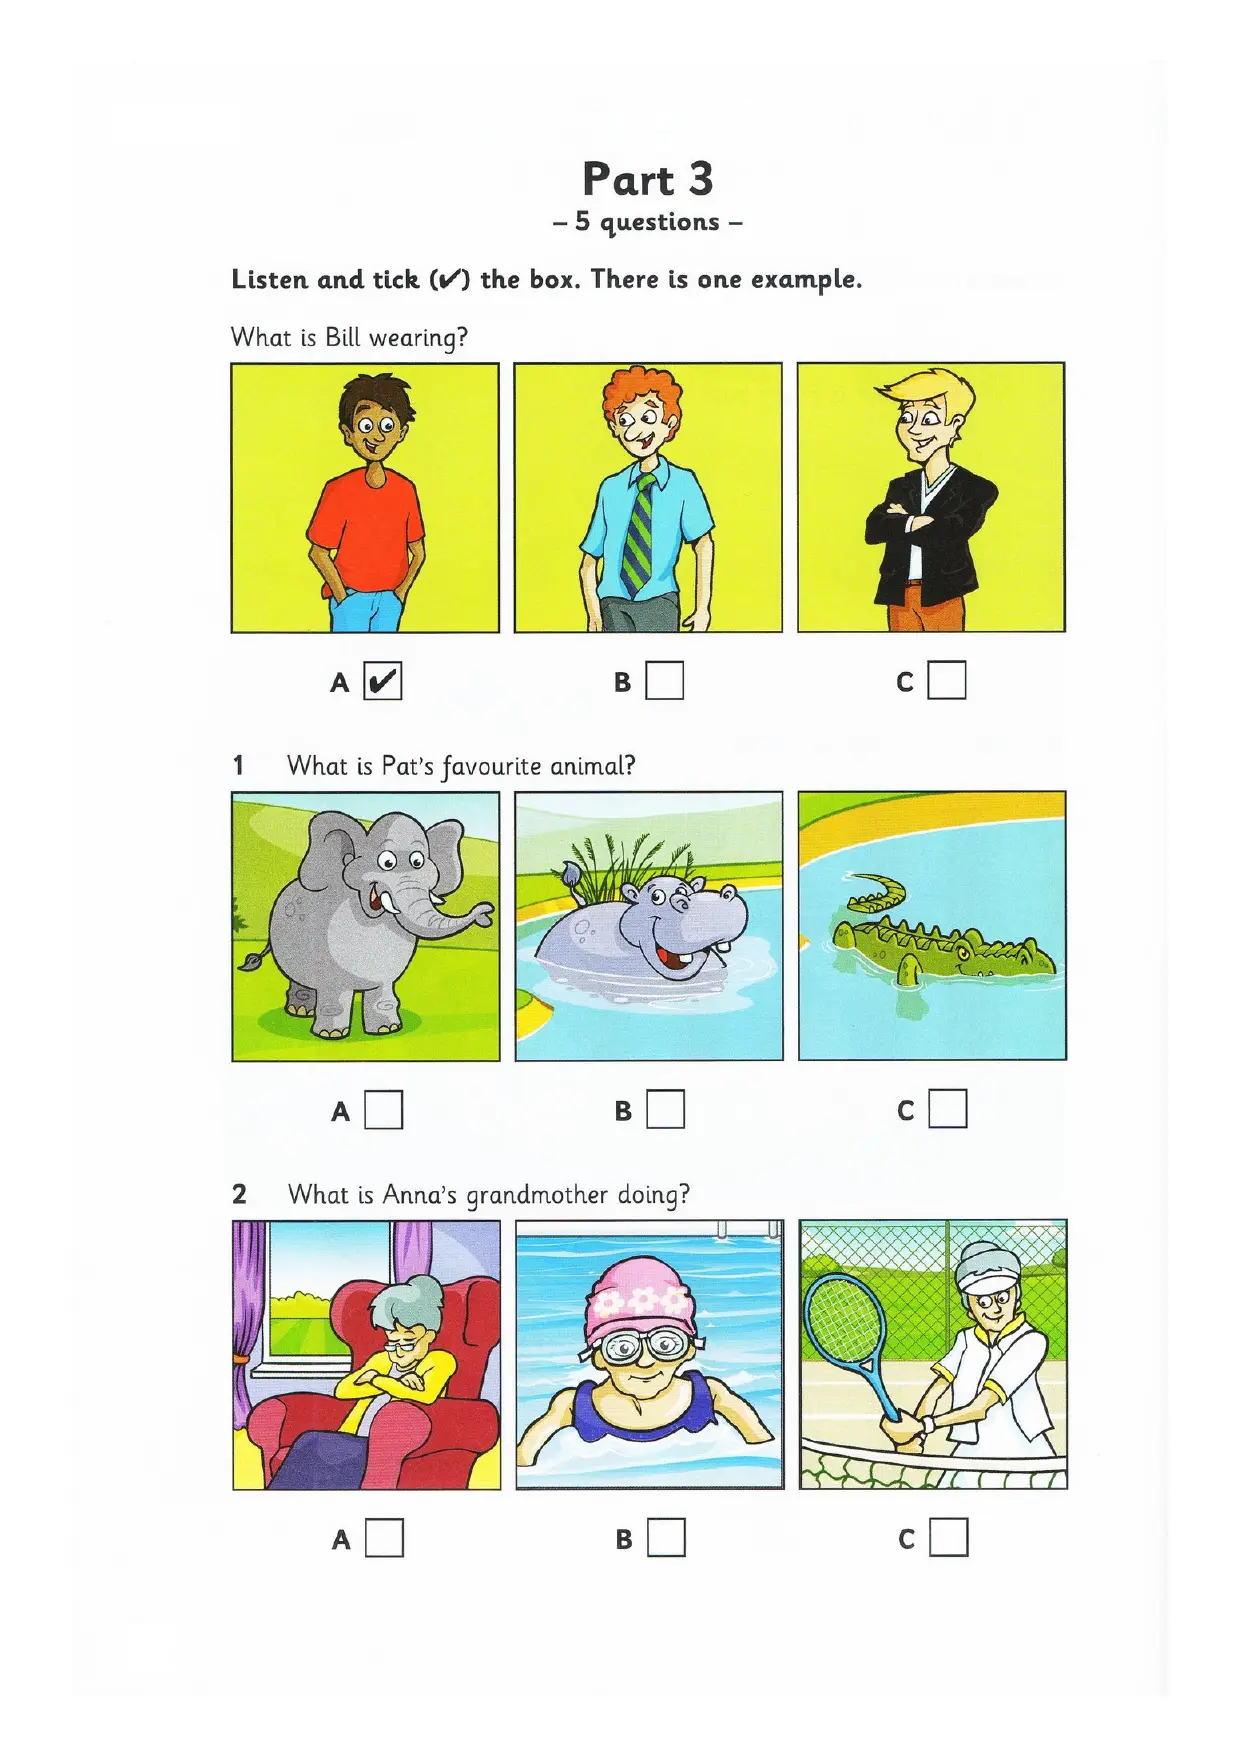 Part 3
– 5 questions –
Listen and tick (✔) the box. There is one example.
What is Bill wearing?
A ✔ B C
1 What is Pat's favourite animal?
A B C
2 What is Anna's grandmother doing?
A B C